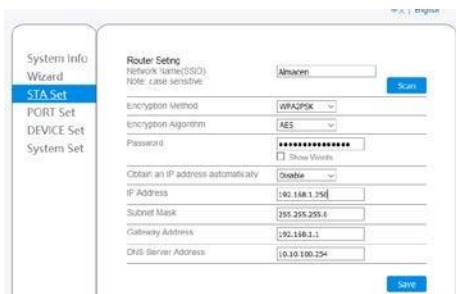 中文 | English
System Info
Wizard
STA Set
PORT Set
DEVICE Set
System Set
Router Seting
Network Name(SSID)
Note: case sensitive
Almacen
Scan
Encryption Method
WPA2PSK
Encryption Algorithm
AES
Password
Show Words
Obtain an IP address automatically
Disable
IP Address
192.168.1.250
Subnet Mask
255.255.255.0
Gateway Address
192.168.1.1
DNS Server Address
10.10.100.254
Save